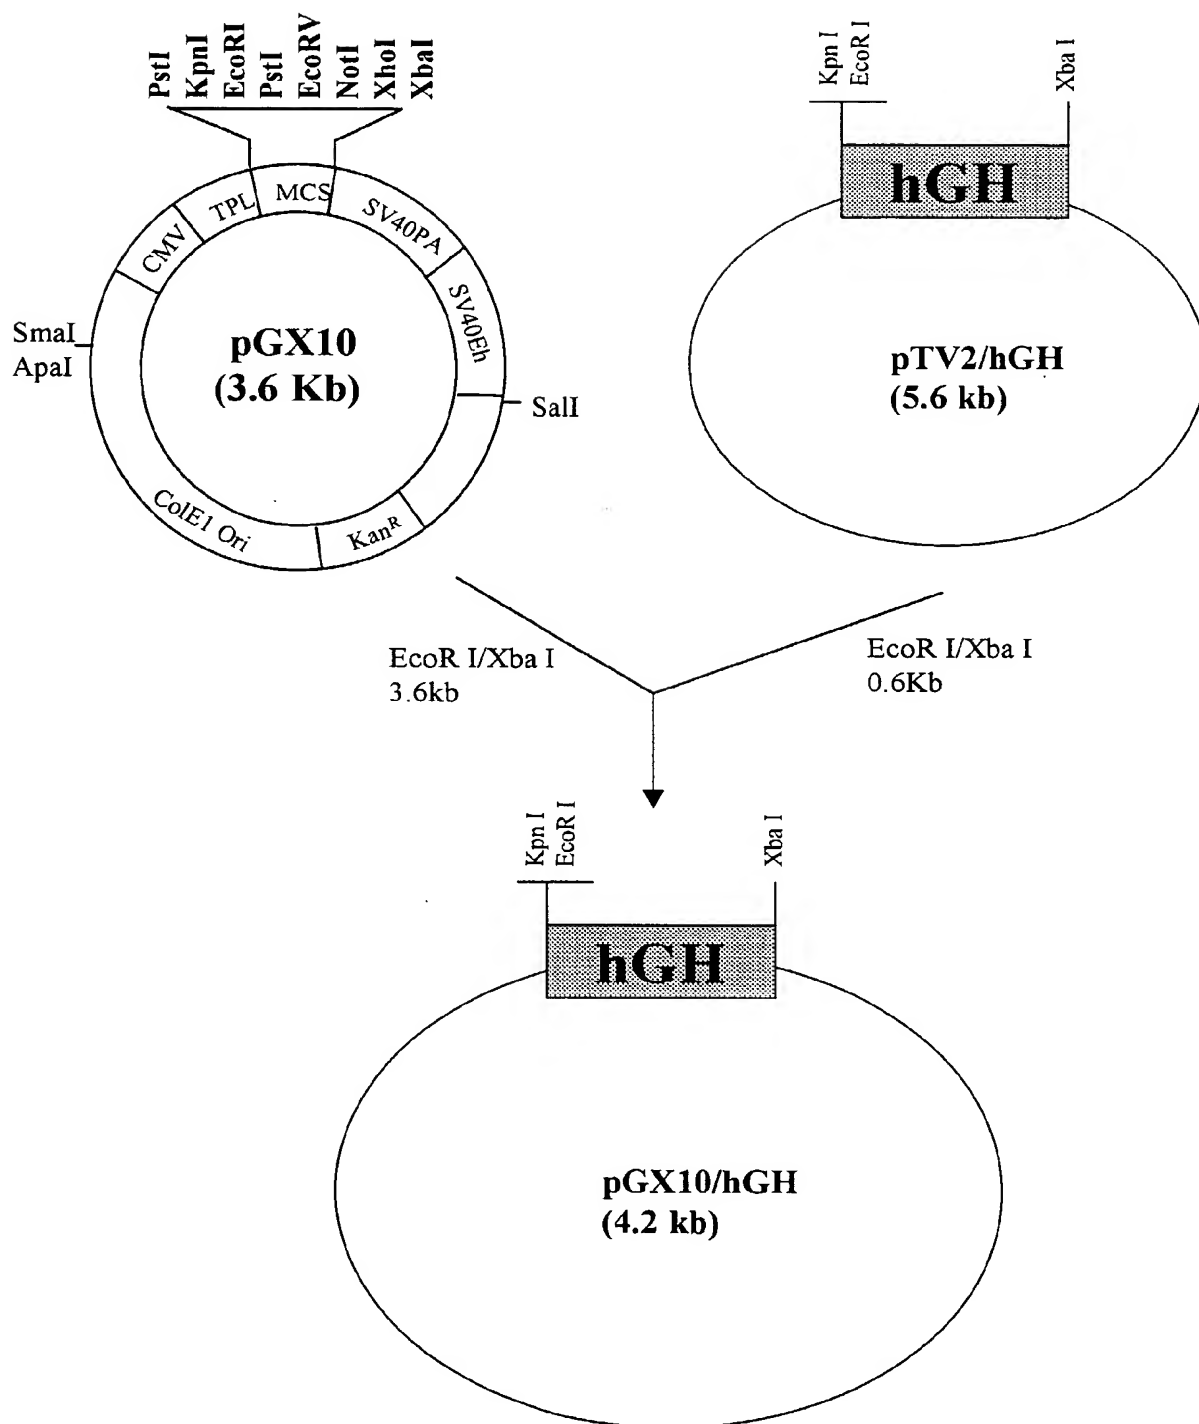 PstI
KpnI
EcoRI
PstI
EcoRV
NotI
XhoI
XbaI
CMV
TPL
MCS
SV40PA
SV40Eh
SmaI
ApaI
SalI
KanR
ColE1 Ori
pGX10
(3.6 Kb)
Kpn I
EcoR I
Xba I
hGH
pTV2/hGH
(5.6 kb)
EcoR I/Xba I
3.6kb
EcoR I/Xba I
0.6Kb
Kpn I
EcoR I
Xba I
hGH
pGX10/hGH
(4.2 kb)